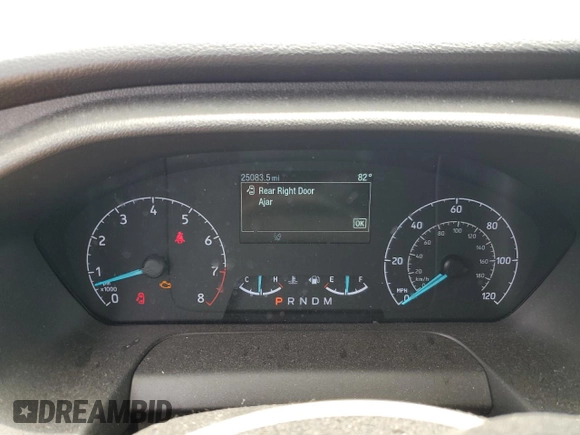 25083.5 mi 82°
Rear Right Door
Ajar
OK
0 1 2 3 4 5 6 7 8
x1000
C H E F
P R N D M
0 20 40 60 80 100 120
MPH
km/h
DREAMBID